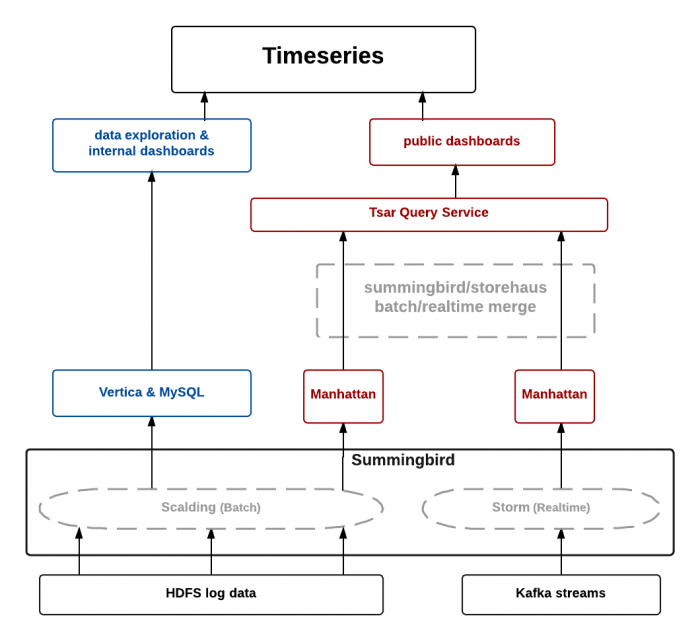 Timeseries
data exploration &
internal dashboards
public dashboards
Tsar Query Service
summingbird/storehaus
batch/realtime merge
Vertica & MySQL
Manhattan
Manhattan
Summingbird
Scalding (Batch)
Storm (Realtime)
HDFS log data
Kafka streams